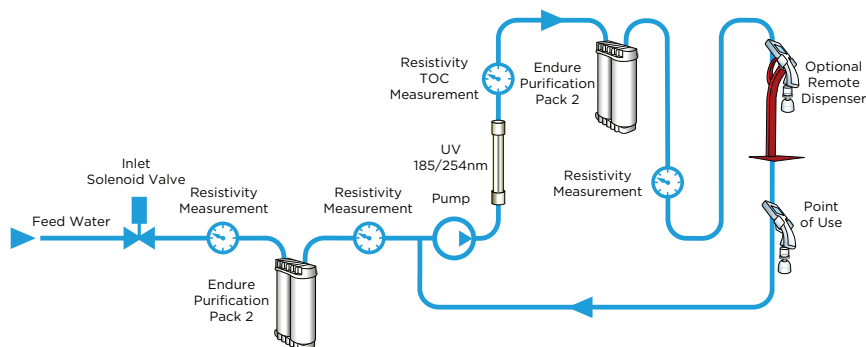 Feed Water
Inlet
Solenoid Valve
Resistivity
Measurement
Endure
Purification
Pack 2
Resistivity
Measurement
Pump
UV
185/254nm
Resistivity
TOC
Measurement
Endure
Purification
Pack 2
Resistivity
Measurement
Optional
Remote
Dispenser
Point
of Use